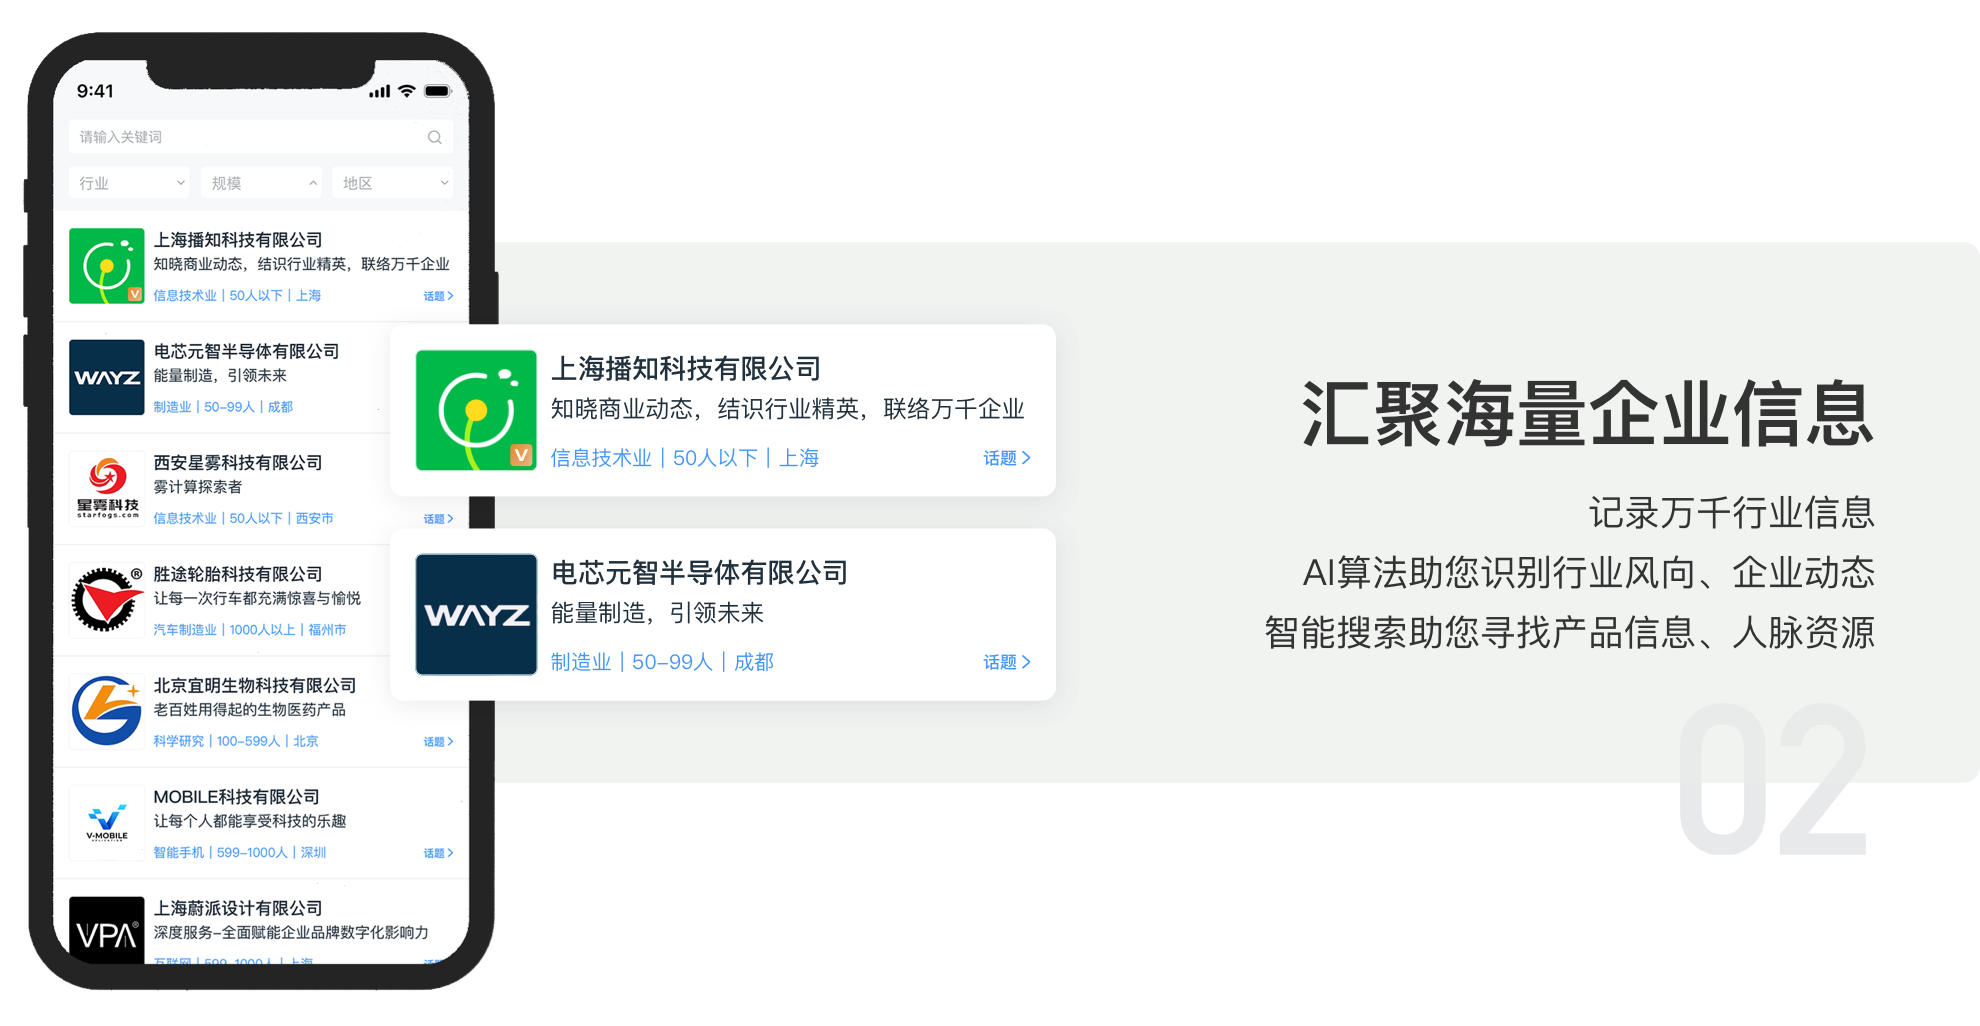 9:41
请输入关键词
行业
规模
地区
上海播知科技有限公司
知晓商业动态，结识行业精英，联络万千企业
信息技术业｜50人以下｜上海
话题
WAYZ
电芯元智半导体有限公司
能量制造，引领未来
制造业｜50-99人｜成都
星雾科技
starfogs.com
西安星雾科技有限公司
雾计算探索者
信息技术业｜50人以下｜西安市
话题
胜途轮胎科技有限公司
让每一次行车都充满惊喜与愉悦
汽车制造业｜1000人以上｜福州市
北京宜明生物科技有限公司
老百姓用得起的生物医药产品
科学研究｜100-599人｜北京
话题
V-MOBILE
MOBILE科技有限公司
让每个人都能享受科技的乐趣
智能手机｜599-1000人｜深圳
话题
VPA®
上海蔚派设计有限公司
深度服务-全面赋能企业品牌数字化影响力
互联网｜599-1000人｜上海
话题
V
上海播知科技有限公司
知晓商业动态，结识行业精英，联络万千企业
信息技术业｜50人以下｜上海
话题
WAYZ
电芯元智半导体有限公司
能量制造，引领未来
制造业｜50-99人｜成都
话题
汇聚海量企业信息
记录万千行业信息
AI算法助您识别行业风向、企业动态
智能搜索助您寻找产品信息、人脉资源
02